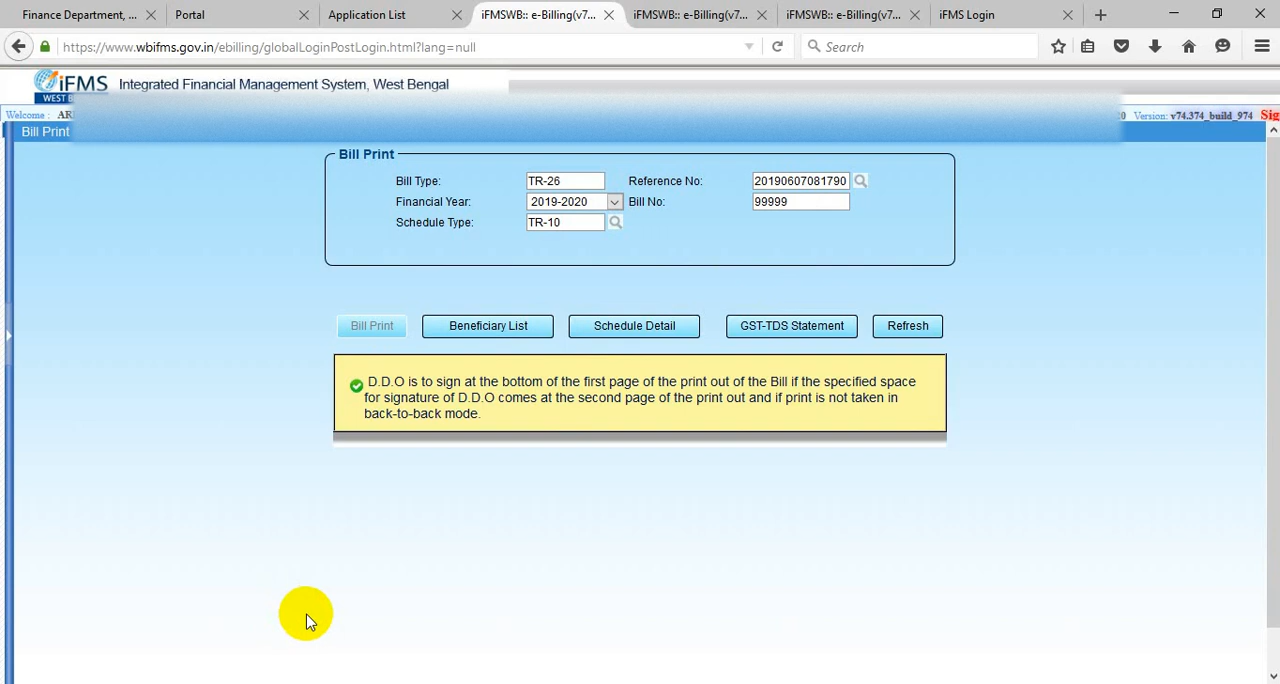 Finance Department, ... Portal Application List iFMSWB:: e-Billing(v7... iFMSWB:: e-Billing(v7... iFMSWB:: e-Billing(v7... iFMS Login
https://www.wbifms.gov.in/ebilling/globalLoginPostLogin.html?lang=null Search
iFMS Integrated Financial Management System, West Bengal
WEST
Welcome : Version: v74.374_build_974
Bill Print
Bill Print
Bill Type: TR-26 Reference No: 20190607081790
Financial Year: 2019-2020 Bill No: 99999
Schedule Type: TR-10
Bill Print Beneficiary List Schedule Detail GST-TDS Statement Refresh
D.D.O is to sign at the bottom of the first page of the print out of the Bill if the specified space
for signature of D.D.O comes at the second page of the print out and if print is not taken in
back-to-back mode.